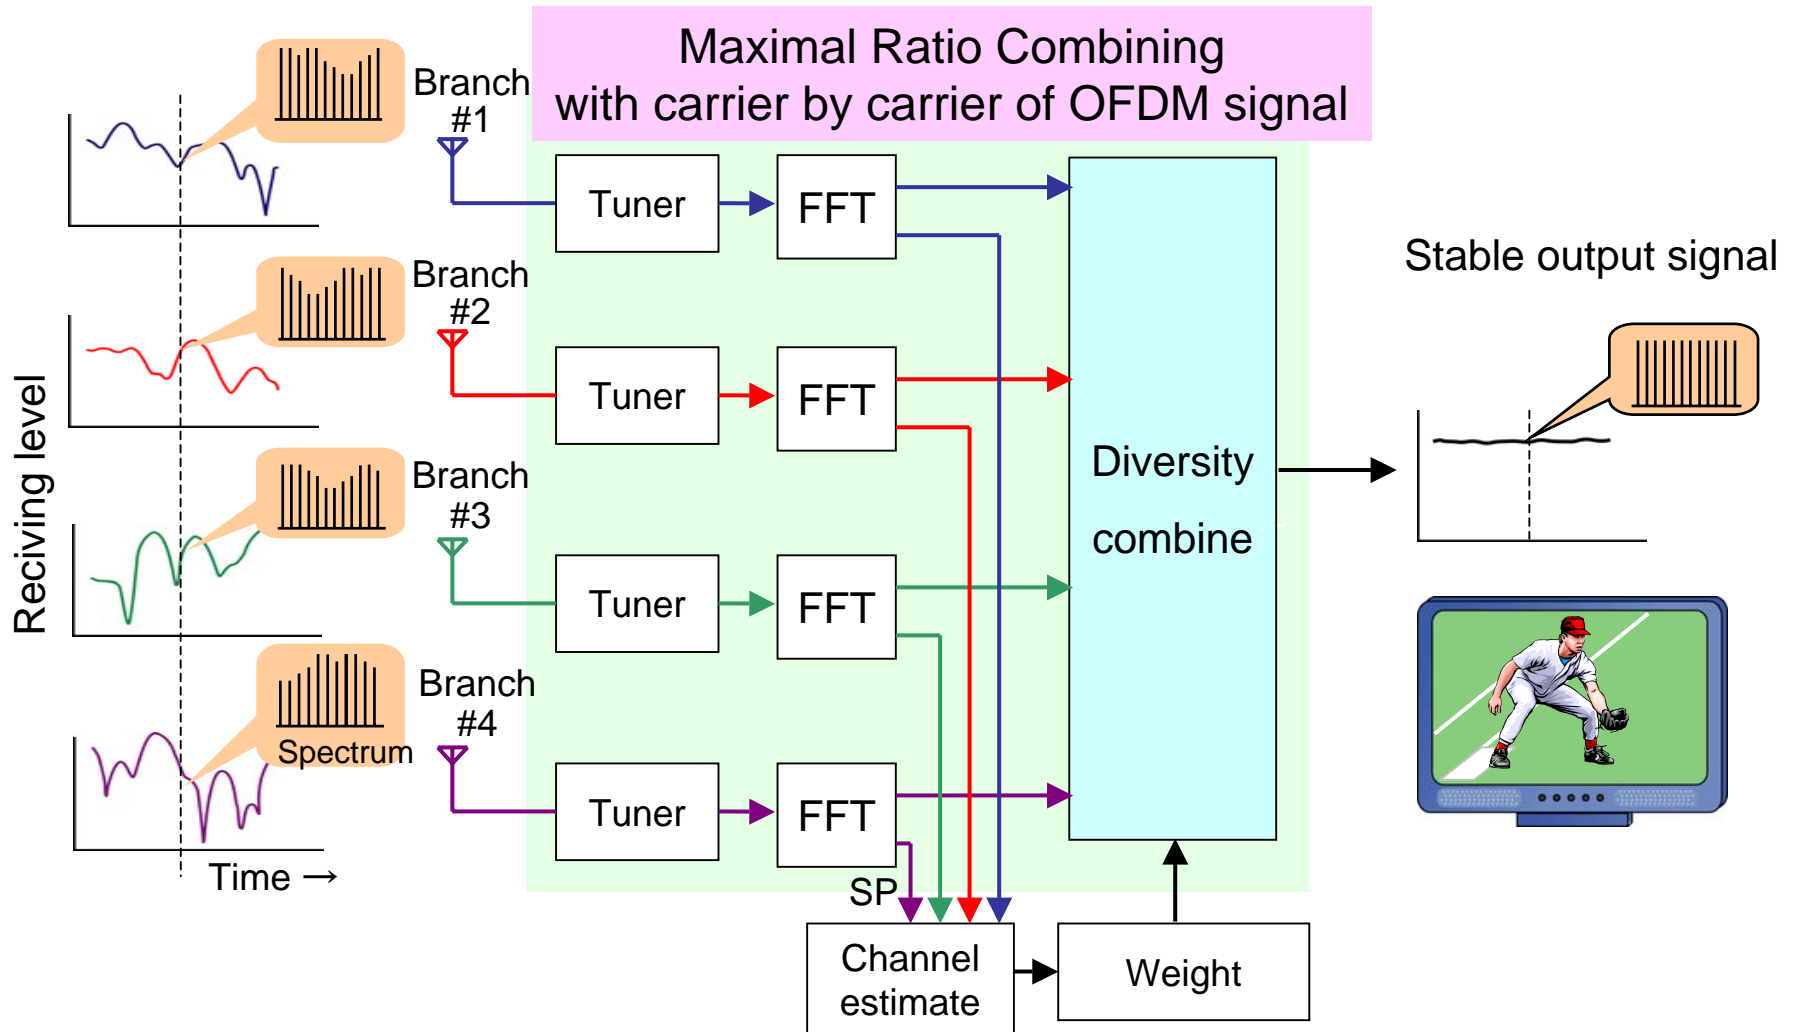 Maximal Ratio Combining
with carrier by carrier of OFDM signal
Branch
#1
Tuner
FFT
Branch
#2
Tuner
FFT
Branch
#3
Tuner
FFT
Branch
#4
Tuner
FFT
Spectrum
Reciving level
Time →
SP
Diversity
combine
Channel
estimate
Weight
Stable output signal